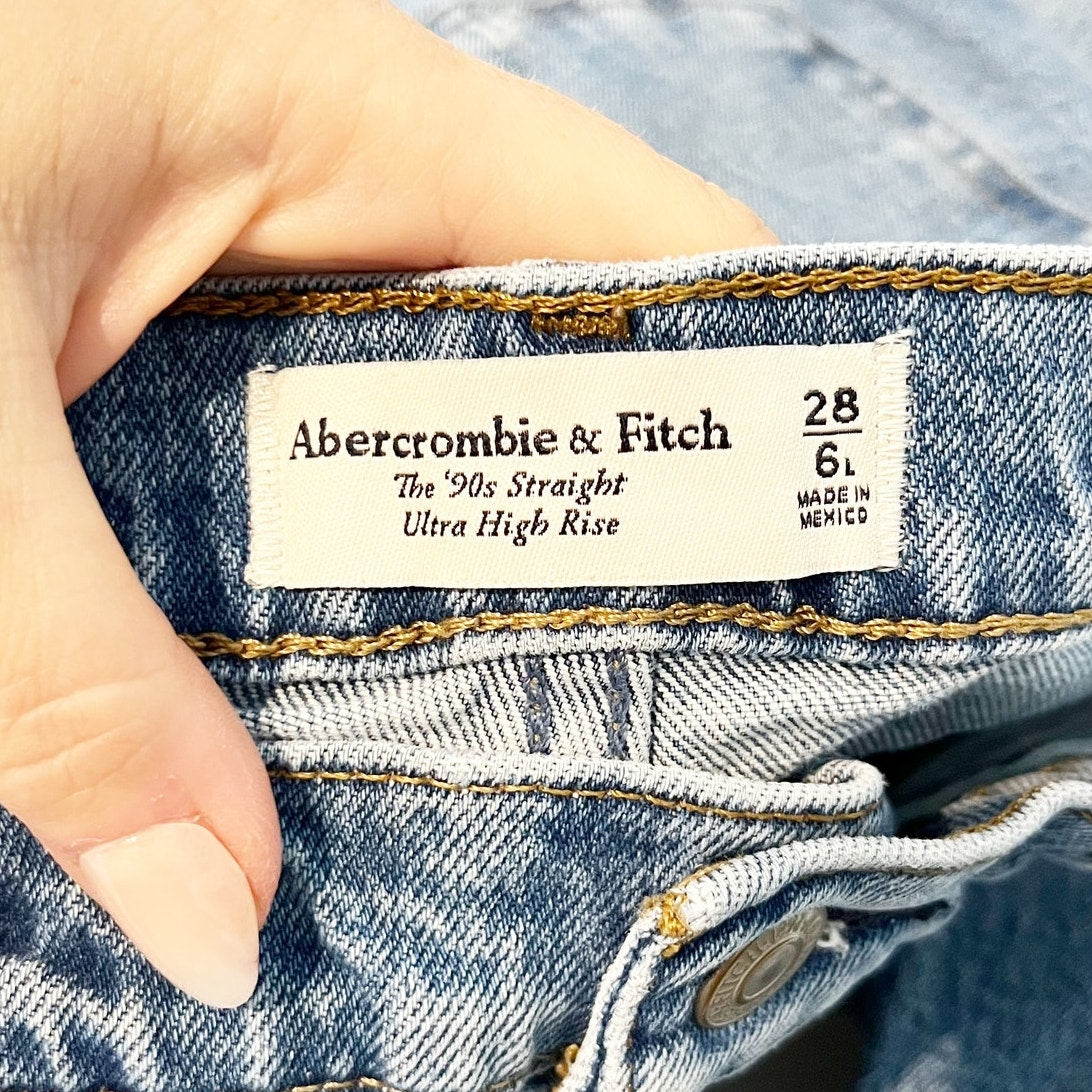 Abercrombie & Fitch
The '90s Straight
Ultra High Rise
28
6L
MADE IN
MEXICO